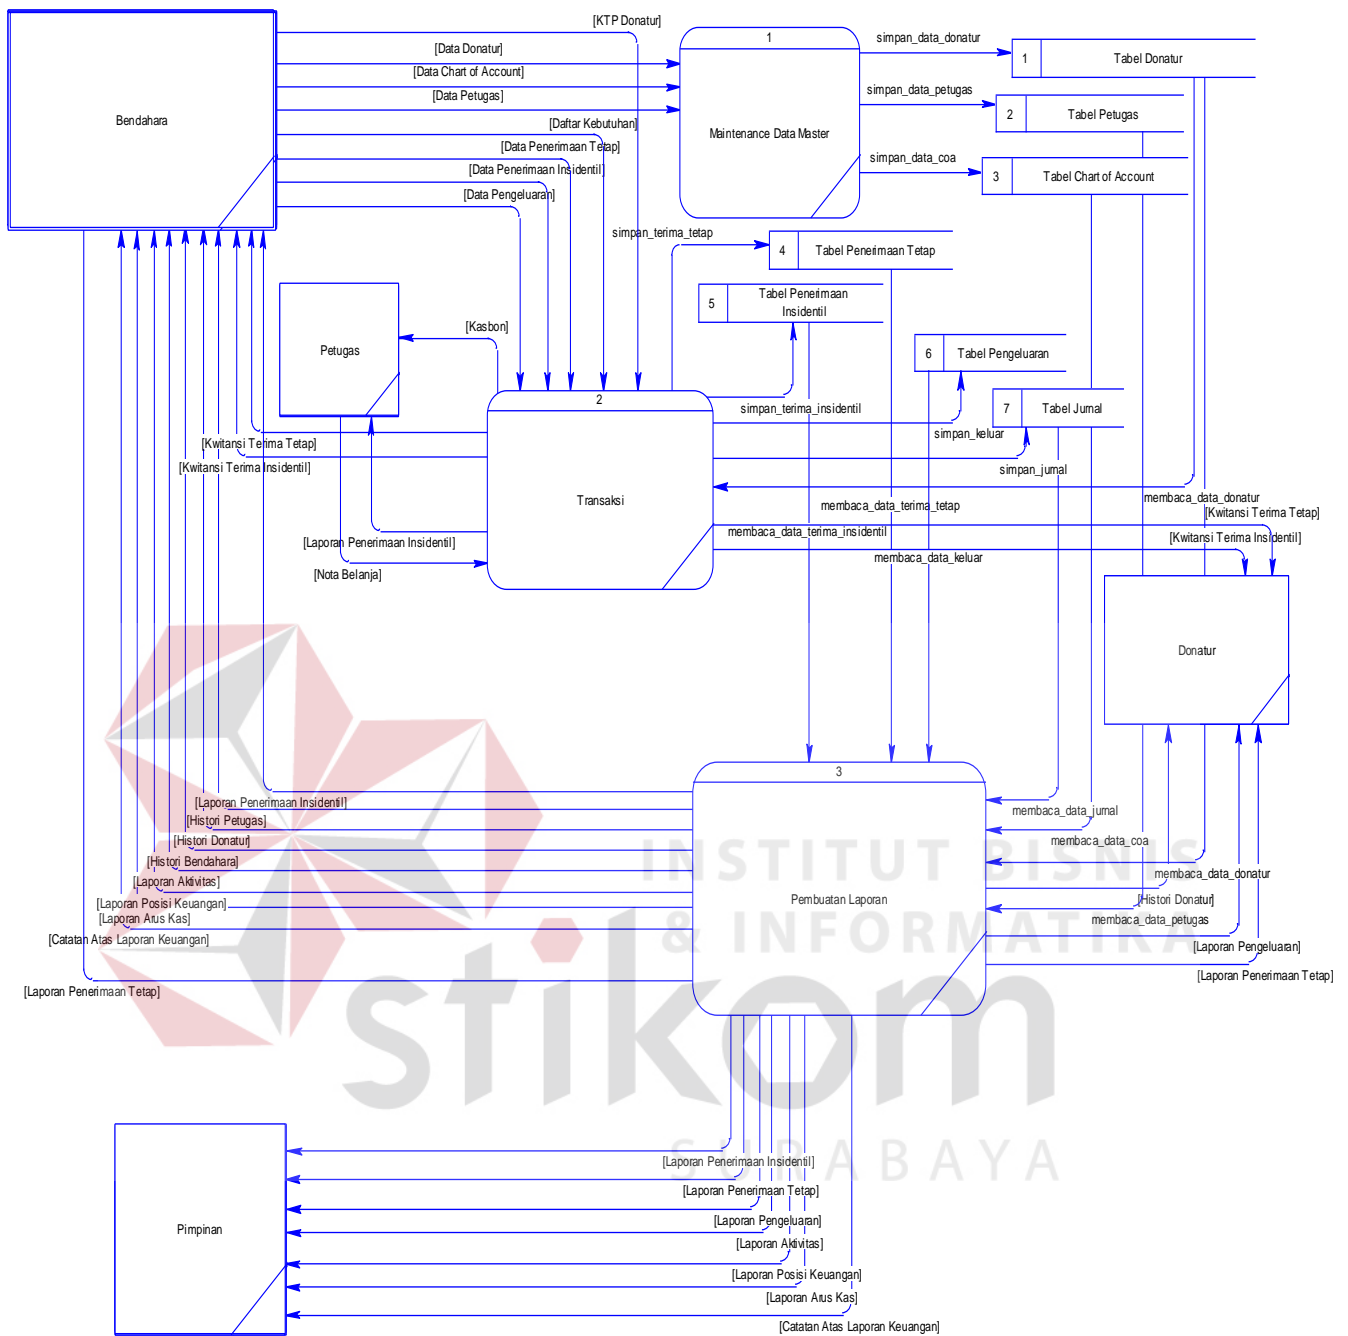 [KTP Donatur]
[Data Donatur]
[Data Chart of Account]
[Data Petugas]
[Daftar Kebutuhan]
[Data Penerimaan Tetap]
[Data Penerimaan Insidentil]
[Data Pengeluaran]
Bendahara
1
Maintenance Data Master
simpan_data_donatur
simpan_data_petugas
simpan_data_coa
1
Tabel Donatur
2
Tabel Petugas
3
Tabel Chart of Account
simpan_terima_tetap
4
Tabel Penerimaan Tetap
5
Tabel Penerimaan
Insidentil
6
Tabel Pengeluaran
7
Tabel Jurnal
[Kasbon]
Petugas
2
Transaksi
simpan_terima_insidentil
simpan_keluar
simpan_jurnal
[Kwitansi Terima Tetap]
[Kwitansi Terima Insidentil]
[Laporan Penerimaan Insidentil]
[Nota Belanja]
membaca_data_donatur
membaca_data_terima_tetap
[Kwitansi Terima Tetap]
membaca_data_terima_insidentil
[Kwitansi Terima Insidentil]
membaca_data_keluar
Donatur
3
Pembuatan Laporan
[Laporan Penerimaan Insidentil]
[Histori Petugas]
[Histori Donatur]
[Histori Bendahara]
[Laporan Aktivitas]
[Laporan Posisi Keuangan]
[Laporan Arus Kas]
[Catatan Atas Laporan Keuangan]
[Laporan Penerimaan Tetap]
membaca_data_jurnal
membaca_data_coa
membaca_data_donatur
[Histori Donatur]
membaca_data_petugas
[Laporan Pengeluaran]
[Laporan Penerimaan Tetap]
INSTITUT BISNIS
& INFORMATIKA
stikom
SURABAYA
Pimpinan
[Laporan Penerimaan Insidentil]
[Laporan Penerimaan Tetap]
[Laporan Pengeluaran]
[Laporan Aktivitas]
[Laporan Posisi Keuangan]
[Laporan Arus Kas]
[Catatan Atas Laporan Keuangan]